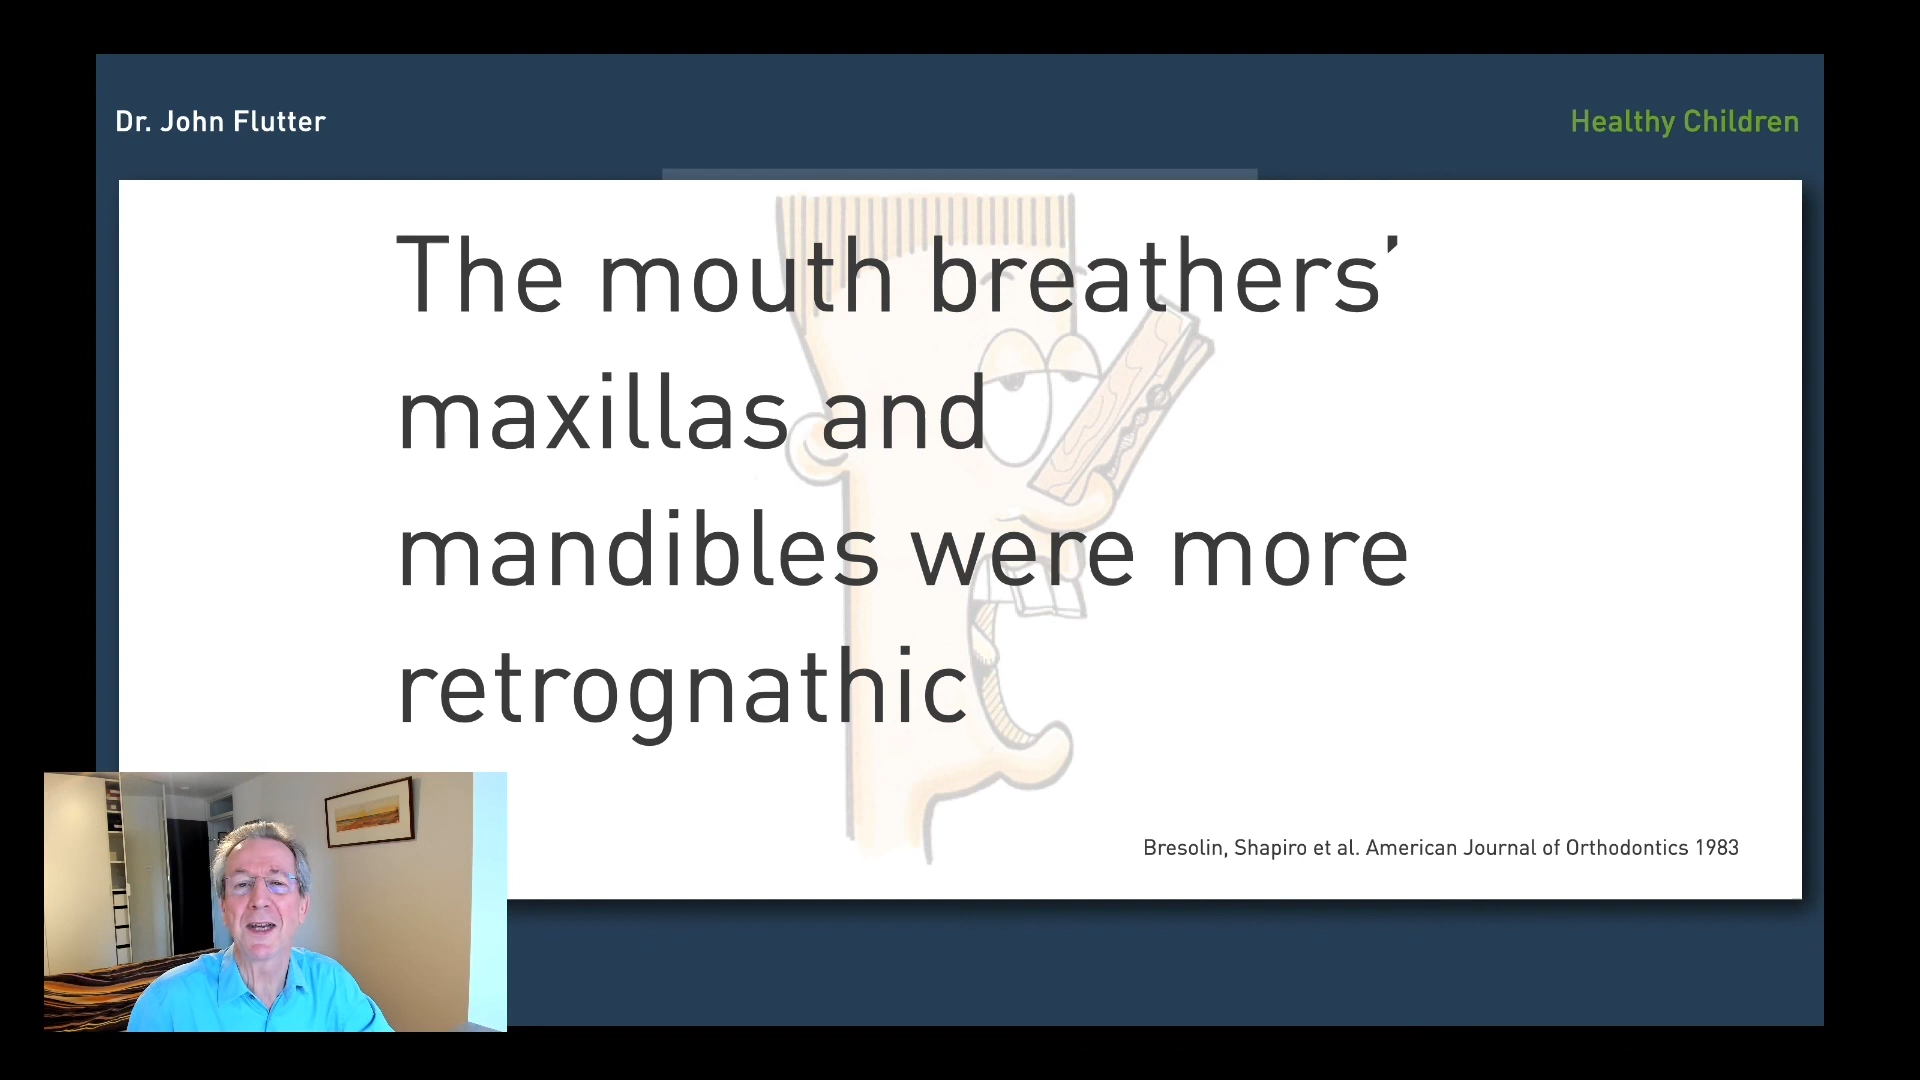 Dr. John Flutter
Healthy Children
The mouth breathers’
maxillas and
mandibles were more
retrognathic
Bresolin, Shapiro et al. American Journal of Orthodontics 1983